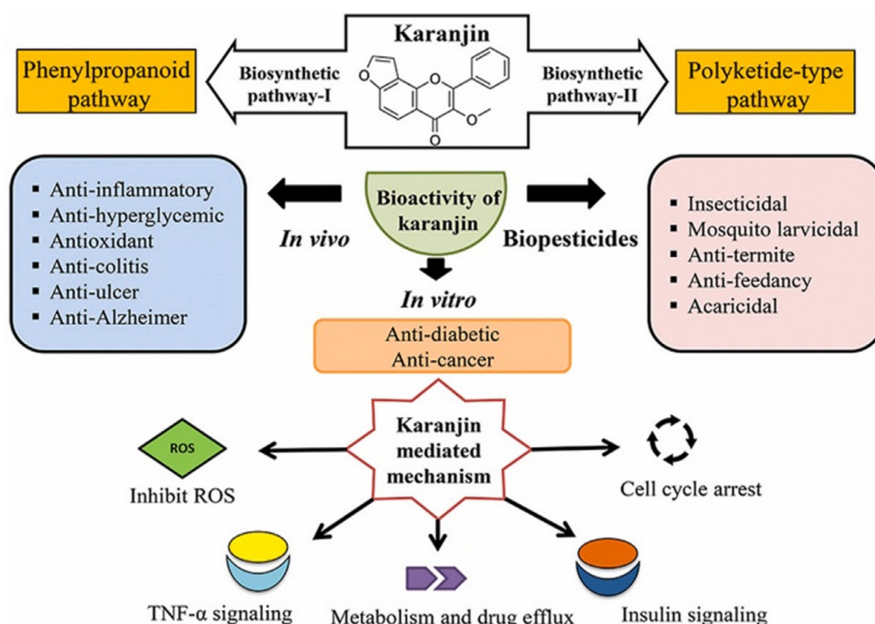 Karanjin
Phenylpropanoid
pathway
Biosynthetic
pathway-I
O
O
O
O
Biosynthetic
pathway-II
Polyketide-type
pathway
▪ Anti-inflammatory
▪ Anti-hyperglycemic
▪ Antioxidant
▪ Anti-colitis
▪ Anti-ulcer
▪ Anti-Alzheimer
In vivo
Bioactivity of
karanjin
Biopesticides
▪ Insecticidal
▪ Mosquito larvicidal
▪ Anti-termite
▪ Anti-feedancy
▪ Acaricidal
In vitro
Anti-diabetic
Anti-cancer
Karanjin
mediated
mechanism
ROS
Inhibit ROS
Cell cycle arrest
TNF-α signaling
Metabolism and drug efflux
Insulin signaling